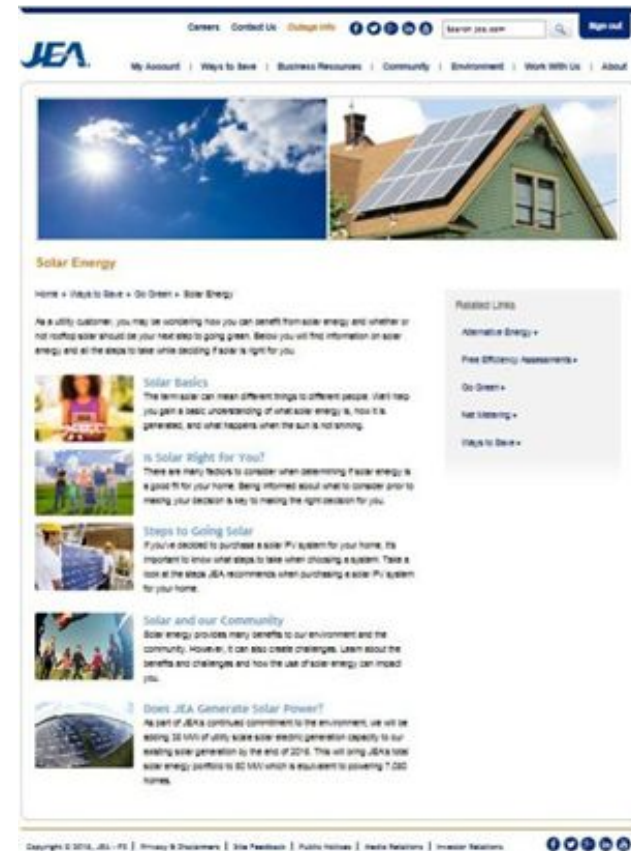 Careers Contact Us Outage Info
Search jea.com
Sign out
JEA
My Account | Ways to Save | Business Resources | Community | Environment | Work With Us | About
Solar Energy
Home » Ways to Save » Go Green » Solar Energy
As a utility customer, you may be wondering how you can benefit from solar energy and whether or
not rooftop solar should be your next step to going green. Below you will find information on solar
energy and all the steps to take while deciding if solar is right for you.
Solar Basics
The term solar can mean different things to different people. We'll help
you gain a basic understanding of what solar energy is, how it is
generated, and what happens when the sun is not shining.
Is Solar Right for You?
There are many factors to consider when determining if solar energy is
a good fit for your home. Being informed about what to consider prior to
making your decision is key to making the right decision for you.
Steps to Going Solar
If you've decided to purchase a solar PV system for your home, it's
important to know what steps to take when choosing a system. Take a
look at the steps JEA recommends when purchasing a solar PV system
for your home.
Solar and our Community
Solar energy provides many benefits to our environment and the
community. However, it can also create challenges. Learn about the
benefits and challenges and how the use of solar energy can impact
you.
Does JEA Generate Solar Power?
As part of JEA's continued commitment to the environment, we will be
adding 38 MW of utility scale solar electric generation capacity to our
existing solar generation by the end of 2016. This will bring JEA's total
solar energy portfolio to 50 MW which is equivalent to powering
homes.
Related Links
Alternative Energy »
Free Efficiency Assessments »
Go Green »
Net Metering »
Ways to Save »
Copyright © 2016, JEA | Privacy & Disclaimers | Site Feedback | Public Notices | Media Relations | Investor Relations